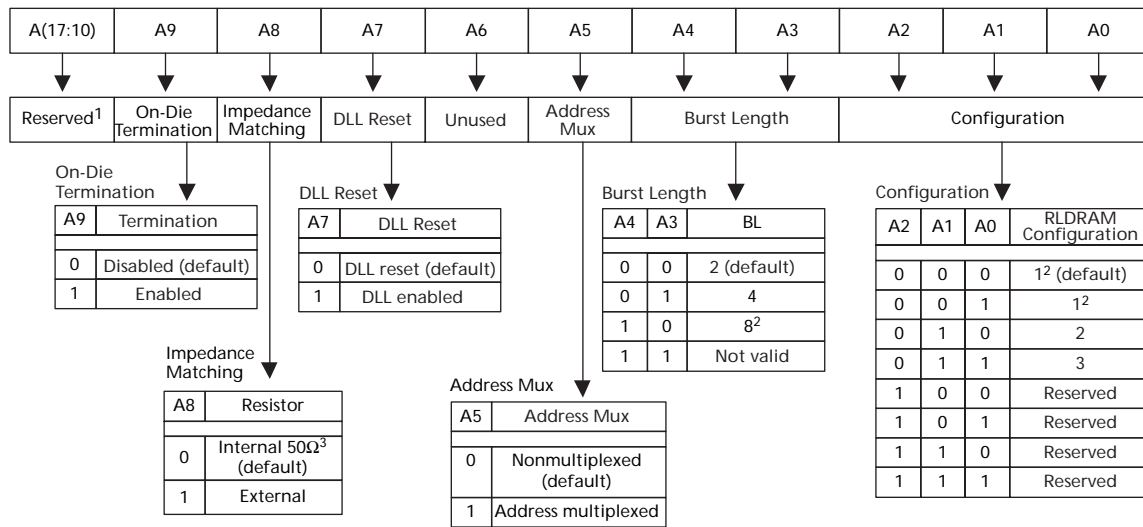 A(17:10) A9 A8 A7 A6 A5 A4 A3 A2 A1 A0
Reserved1 On-Die Termination Impedance Matching DLL Reset Unused Address Mux Burst Length Configuration
On-Die
Termination
A9 Termination
0 Disabled (default)
1 Enabled
DLL Reset
A7 DLL Reset
0 DLL reset (default)
1 DLL enabled
Burst Length
A4 A3 BL
0 0 2 (default)
0 1 4
1 0 8²
1 1 Not valid
Configuration
A2 A1 A0 RLDRAM Configuration
0 0 0 1² (default)
0 0 1 1²
0 1 0 2
0 1 1 3
1 0 0 Reserved
1 0 1 Reserved
1 1 0 Reserved
1 1 1 Reserved
Impedance
Matching
A8 Resistor
0 Internal 50Ω³
(default)
1 External
Address Mux
A5 Address Mux
0 Nonmultiplexed
(default)
1 Address multiplexed